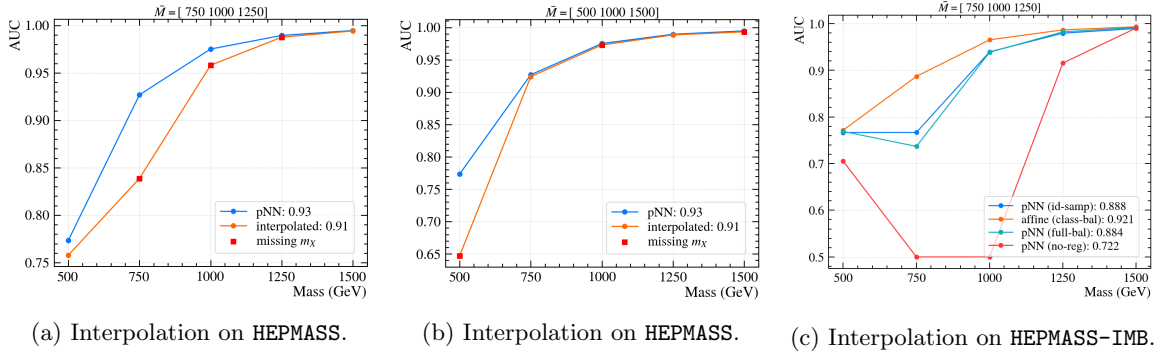 M̄ = [ 750 1000 1250]
AUC
1.00
0.95
0.90
0.85
0.80
0.75
500
750
1000
1250
1500
Mass (GeV)
pNN: 0.93
interpolated: 0.91
missing m_X
(a) Interpolation on HEPMASS.
M̄ = [ 500 1000 1500]
AUC
1.00
0.95
0.90
0.85
0.80
0.75
0.70
0.65
500
750
1000
1250
1500
Mass (GeV)
pNN: 0.93
interpolated: 0.91
missing m_X
(b) Interpolation on HEPMASS.
M̄ = [ 750 1000 1250]
AUC
1.0
0.9
0.8
0.7
0.6
0.5
500
750
1000
1250
1500
Mass (GeV)
pNN (id-samp): 0.888
affine (class-bal): 0.921
pNN (full-bal): 0.884
pNN (no-reg): 0.722
(c) Interpolation on HEPMASS-IMB.